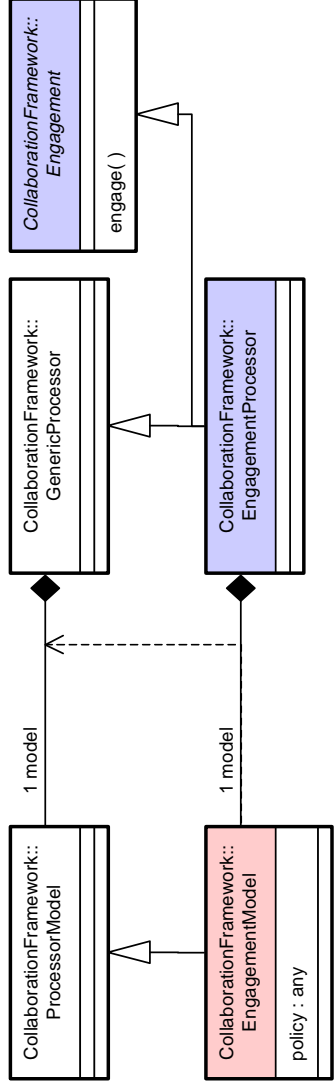 CollaborationFramework::
ProcessorModel
1 model
CollaborationFramework::
GenericProcessor
CollaborationFramework::
Engagement
engage( )
CollaborationFramework::
EngagementModel
policy : any
1 model
CollaborationFramework::
EngagementProcessor